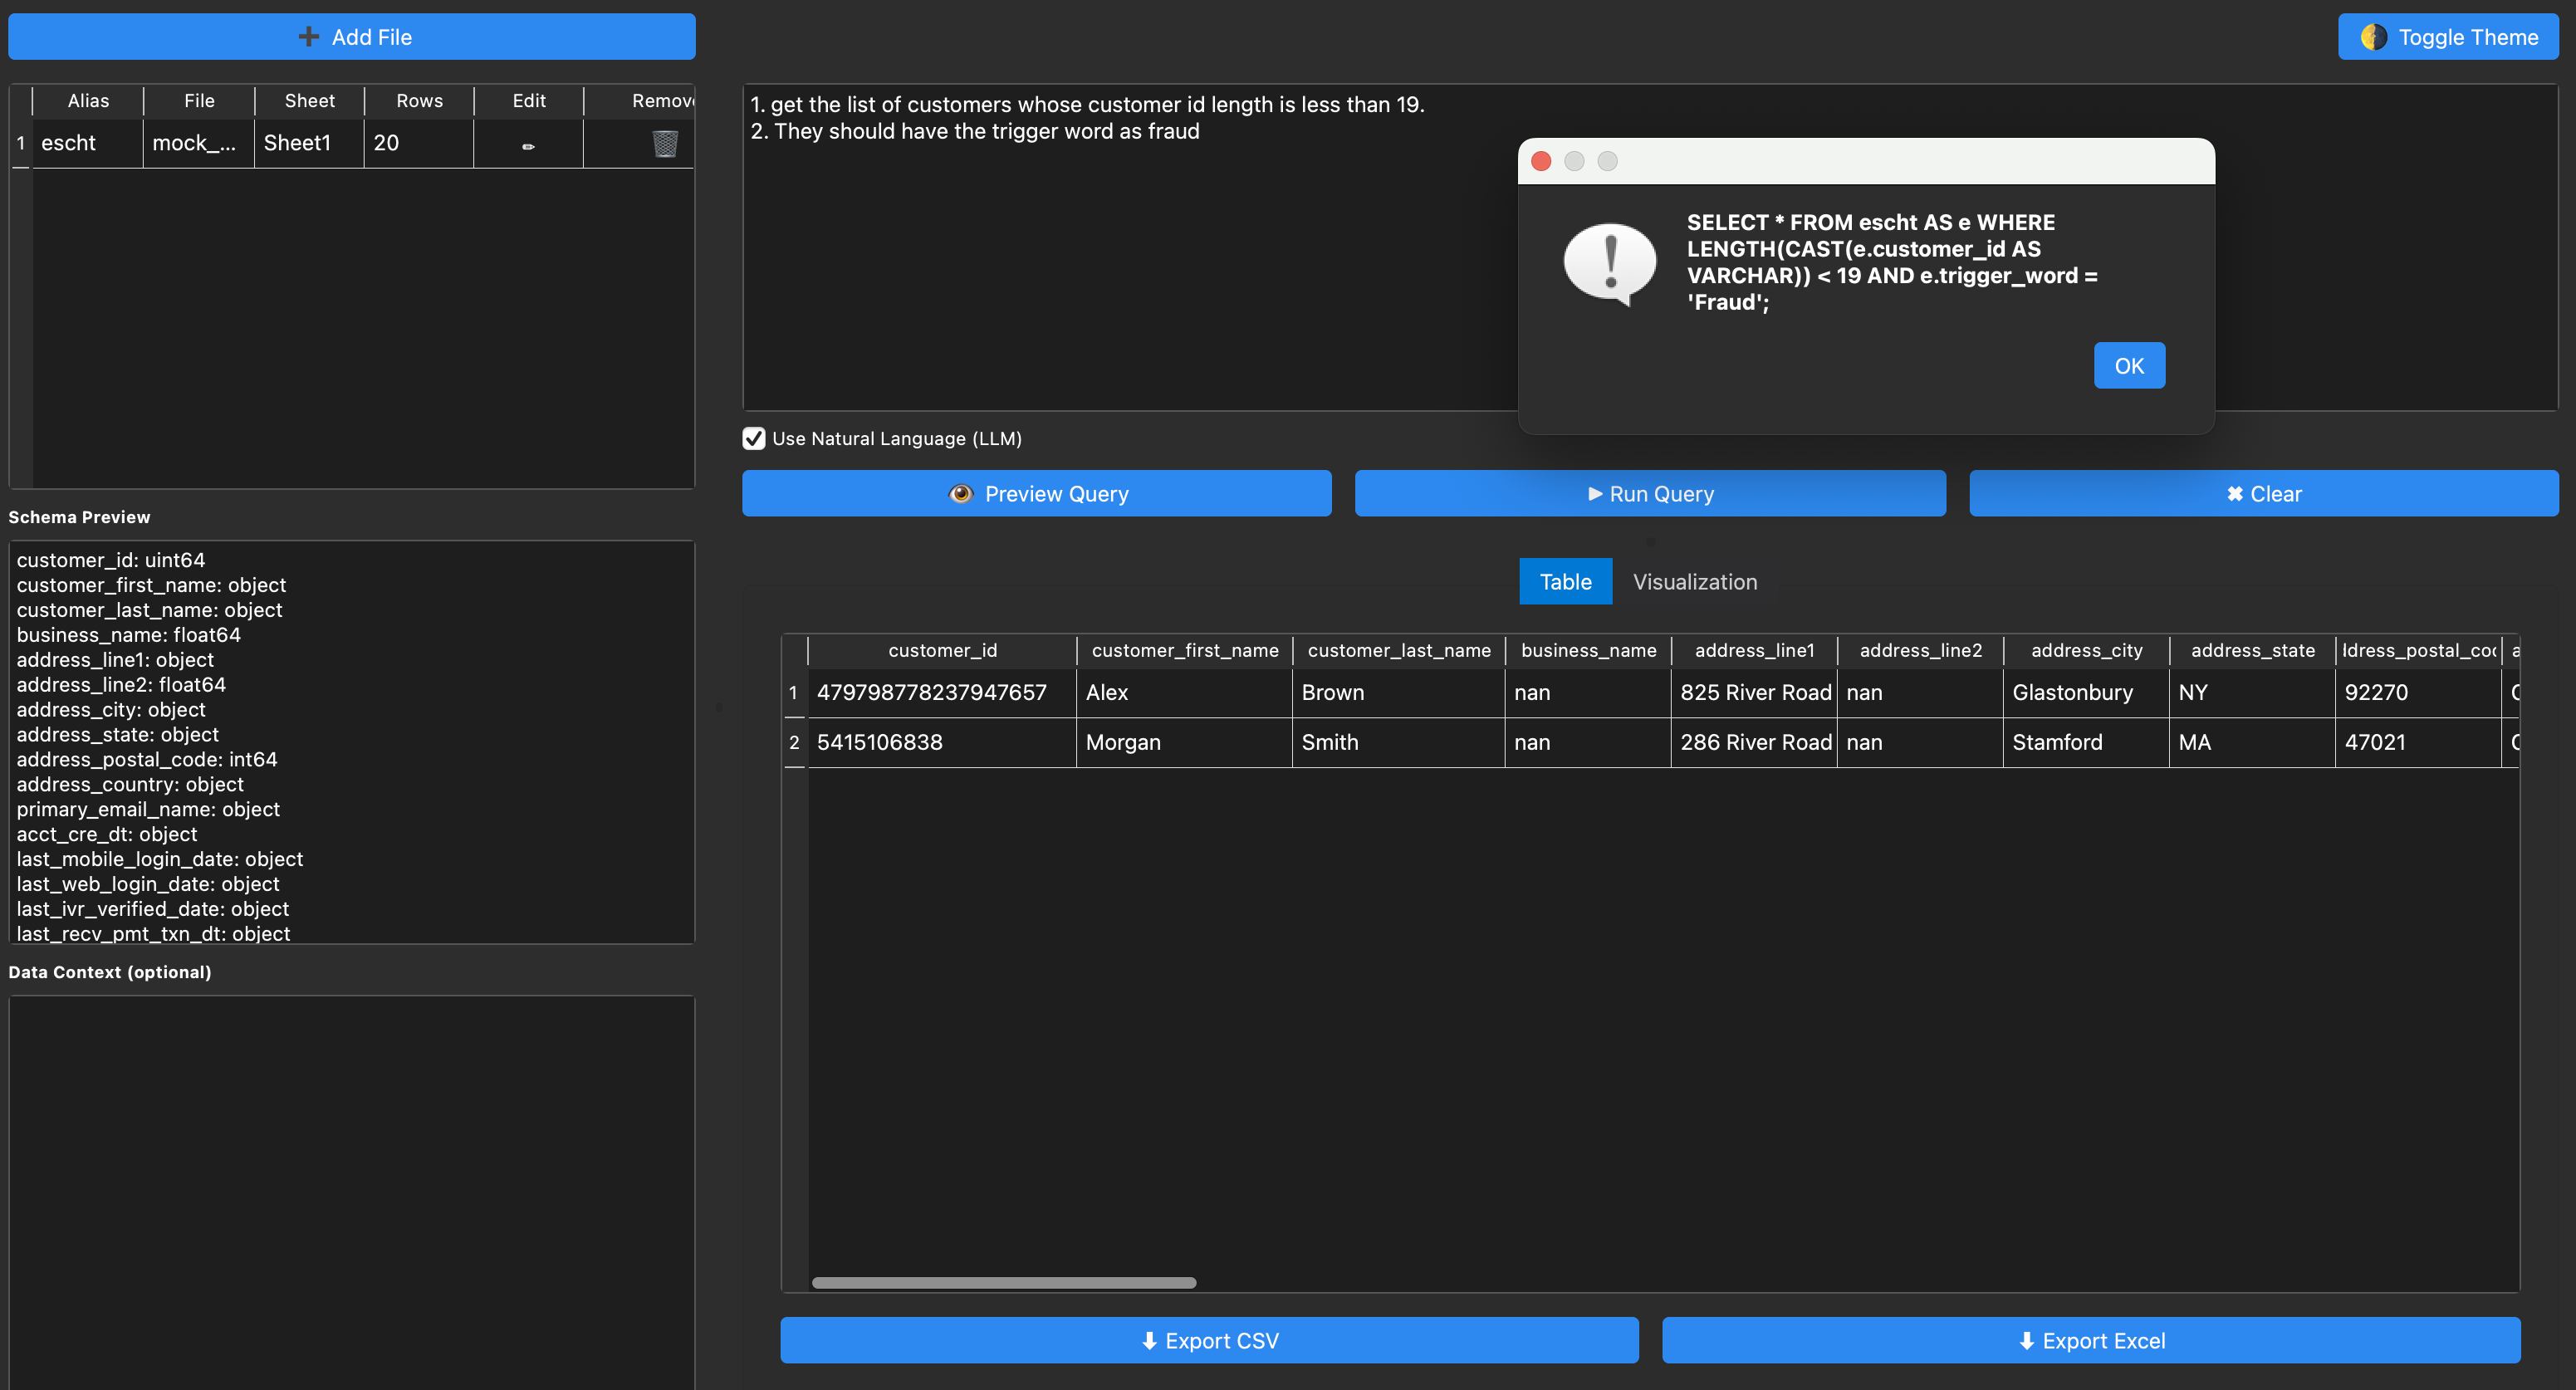 ➕ Add File
🌗 Toggle Theme
Alias File Sheet Rows Edit Remov
1 escht mock_... Sheet1 20
1. get the list of customers whose customer id length is less than 19.
2. They should have the trigger word as fraud
SELECT * FROM escht AS e WHERE
LENGTH(CAST(e.customer_id AS
VARCHAR)) < 19 AND e.trigger_word =
'Fraud';
OK
Use Natural Language (LLM)
👁 Preview Query
▶ Run Query
✖ Clear
Schema Preview
customer_id: uint64
customer_first_name: object
customer_last_name: object
business_name: float64
address_line1: object
address_line2: float64
address_city: object
address_state: object
address_postal_code: int64
address_country: object
primary_email_name: object
acct_cre_dt: object
last_mobile_login_date: object
last_web_login_date: object
last_ivr_verified_date: object
last_recv_pmt_txn_dt: object
Data Context (optional)
Table Visualization
customer_id customer_first_name customer_last_name business_name address_line1 address_line2 address_city address_state ldress_postal_co a
1 479798778237947657 Alex Brown nan 825 River Road nan Glastonbury NY 92270
2 5415106838 Morgan Smith nan 286 River Road nan Stamford MA 47021
⬇ Export CSV
⬇ Export Excel